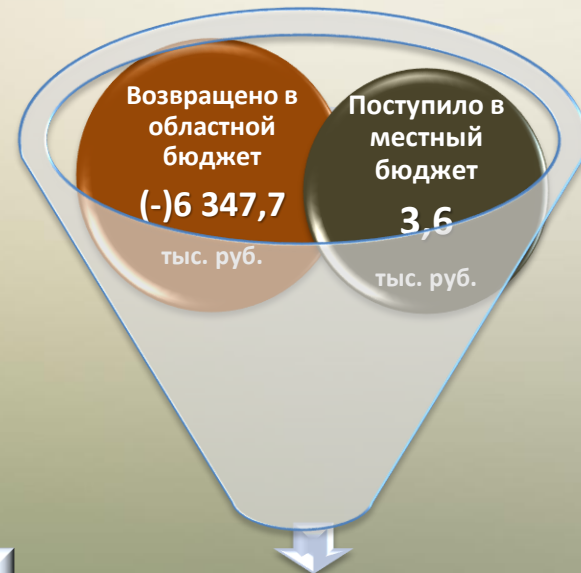 Возвращено в
областной
бюджет
(-)6 347,7
тыс. руб.
Поступило в
местный
бюджет
3,6
тыс. руб.